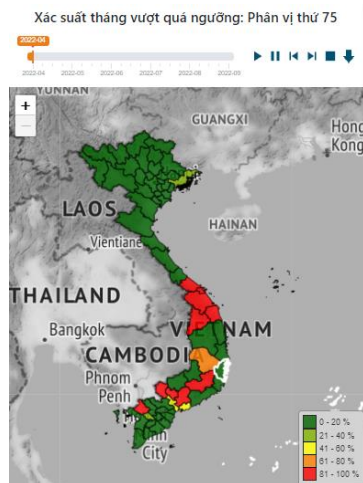 Xác suất tháng vượt quá ngưỡng: Phân vị thứ 75
2022-04
2022-04 2022-05 2022-06 2022-07 2022-08 2022-09
+
−
YUNNAN
GUANGXI
Hong
Kong
LAOS
HAINAN
Vientiane
THAILAND
VIETNAM
Bangkok
CAMBODI
Phnom
Penh
City
0 - 20 %
21 - 40 %
41 - 60 %
61 - 80 %
81 - 100 %